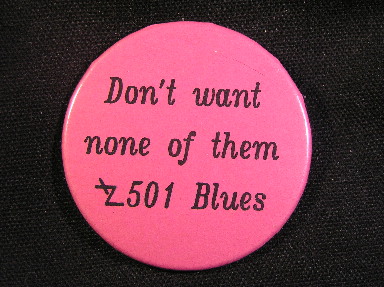 Don't want
none of them
501 Blues